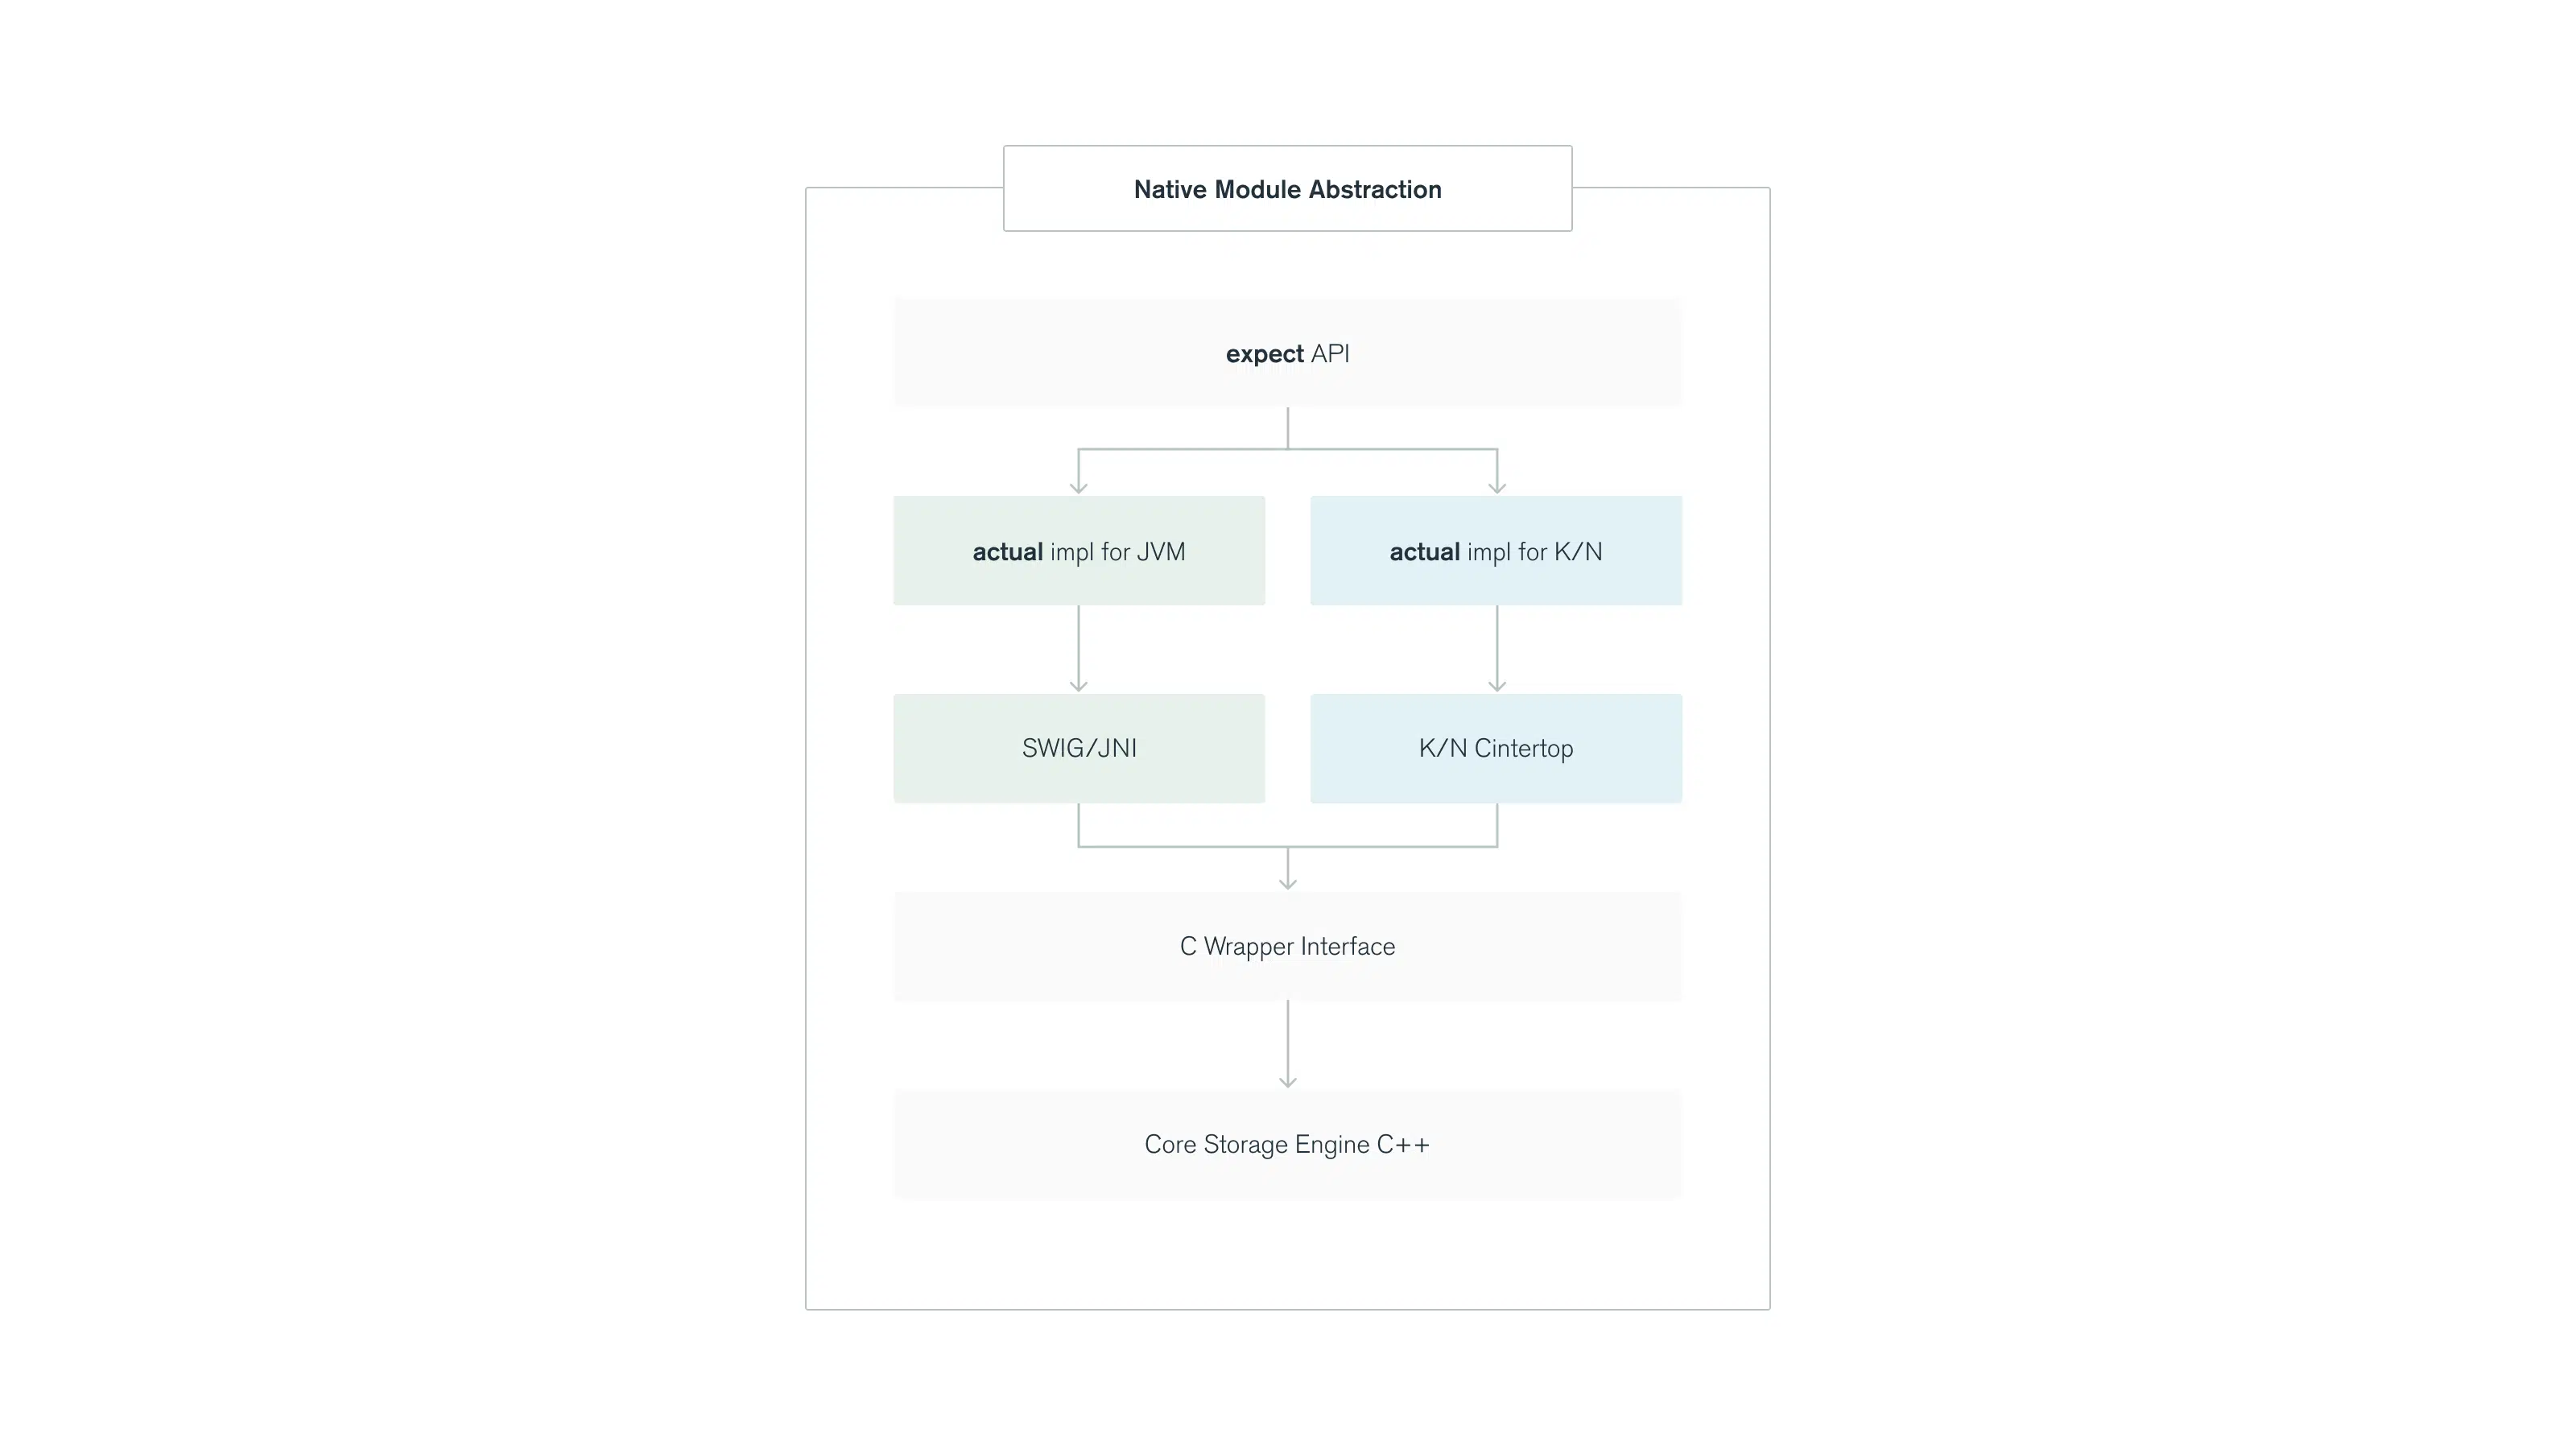 Native Module Abstraction
expect API
actual impl for JVM
actual impl for K/N
SWIG/JNI
K/N Cintertop
C Wrapper Interface
Core Storage Engine C++